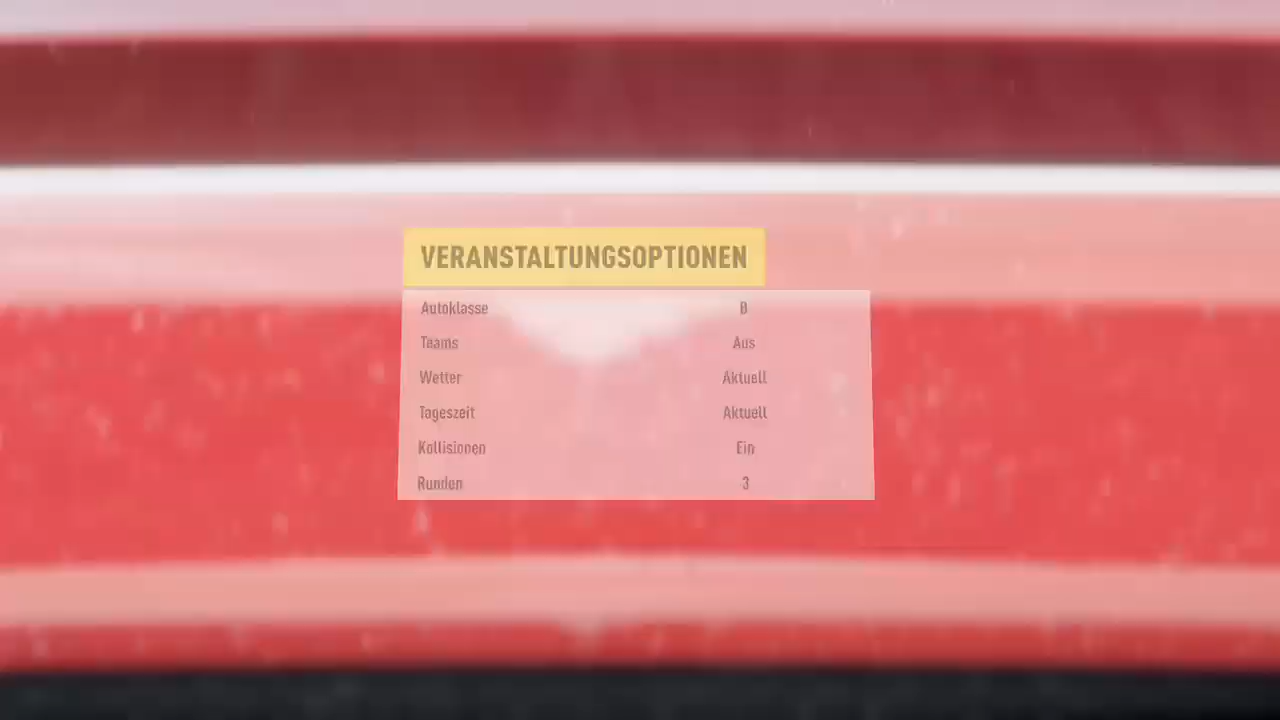 VERANSTALTUNGSOPTIONEN
Autoklasse B
Teams Aus
Wetter Aktuell
Tageszeit Aktuell
Kollisionen Ein
Runden 3